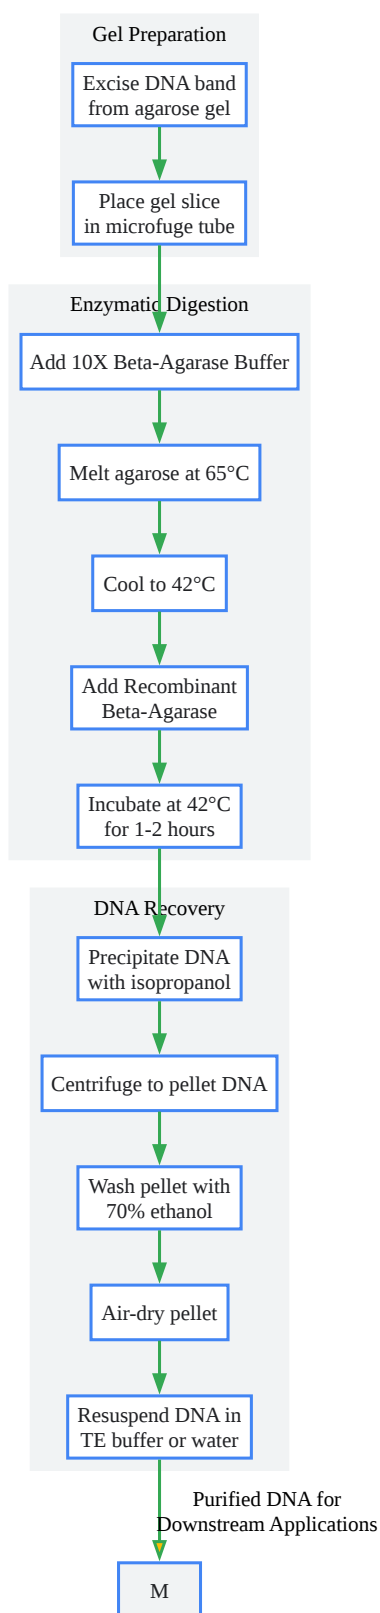 Gel Preparation
Excise DNA band
from agarose gel
Place gel slice
in microfuge tube
Enzymatic Digestion
Add 10X Beta-Agarase Buffer
Melt agarose at 65°C
Cool to 42°C
Add Recombinant
Beta-Agarase
Incubate at 42°C
for 1-2 hours
DNA Recovery
Precipitate DNA
with isopropanol
Centrifuge to pellet DNA
Wash pellet with
70% ethanol
Air-dry pellet
Resuspend DNA in
TE buffer or water
Purified DNA for
Downstream Applications
M